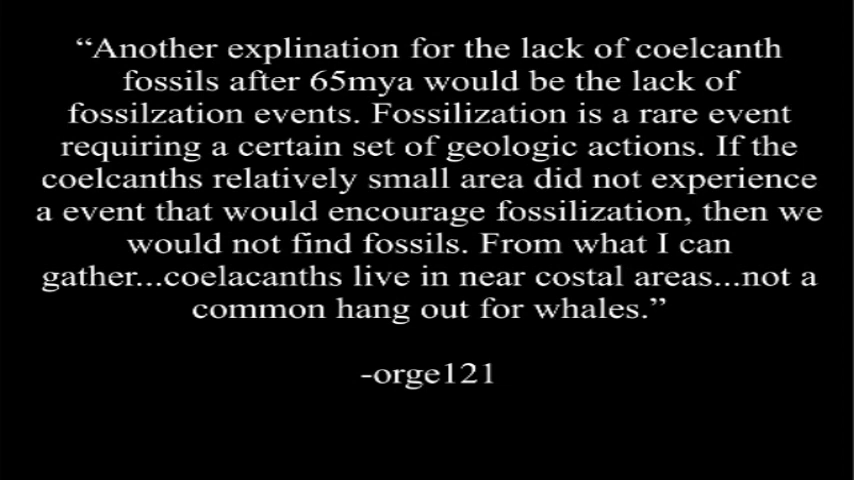 “Another explination for the lack of coelcanth
fossils after 65mya would be the lack of
fossilzation events. Fossilization is a rare event
requiring a certain set of geologic actions. If the
coelcanths relatively small area did not experience
a event that would encourage fossilization, then we
would not find fossils. From what I can
gather...coelacanths live in near costal areas...not a
common hang out for whales.”
-orge121